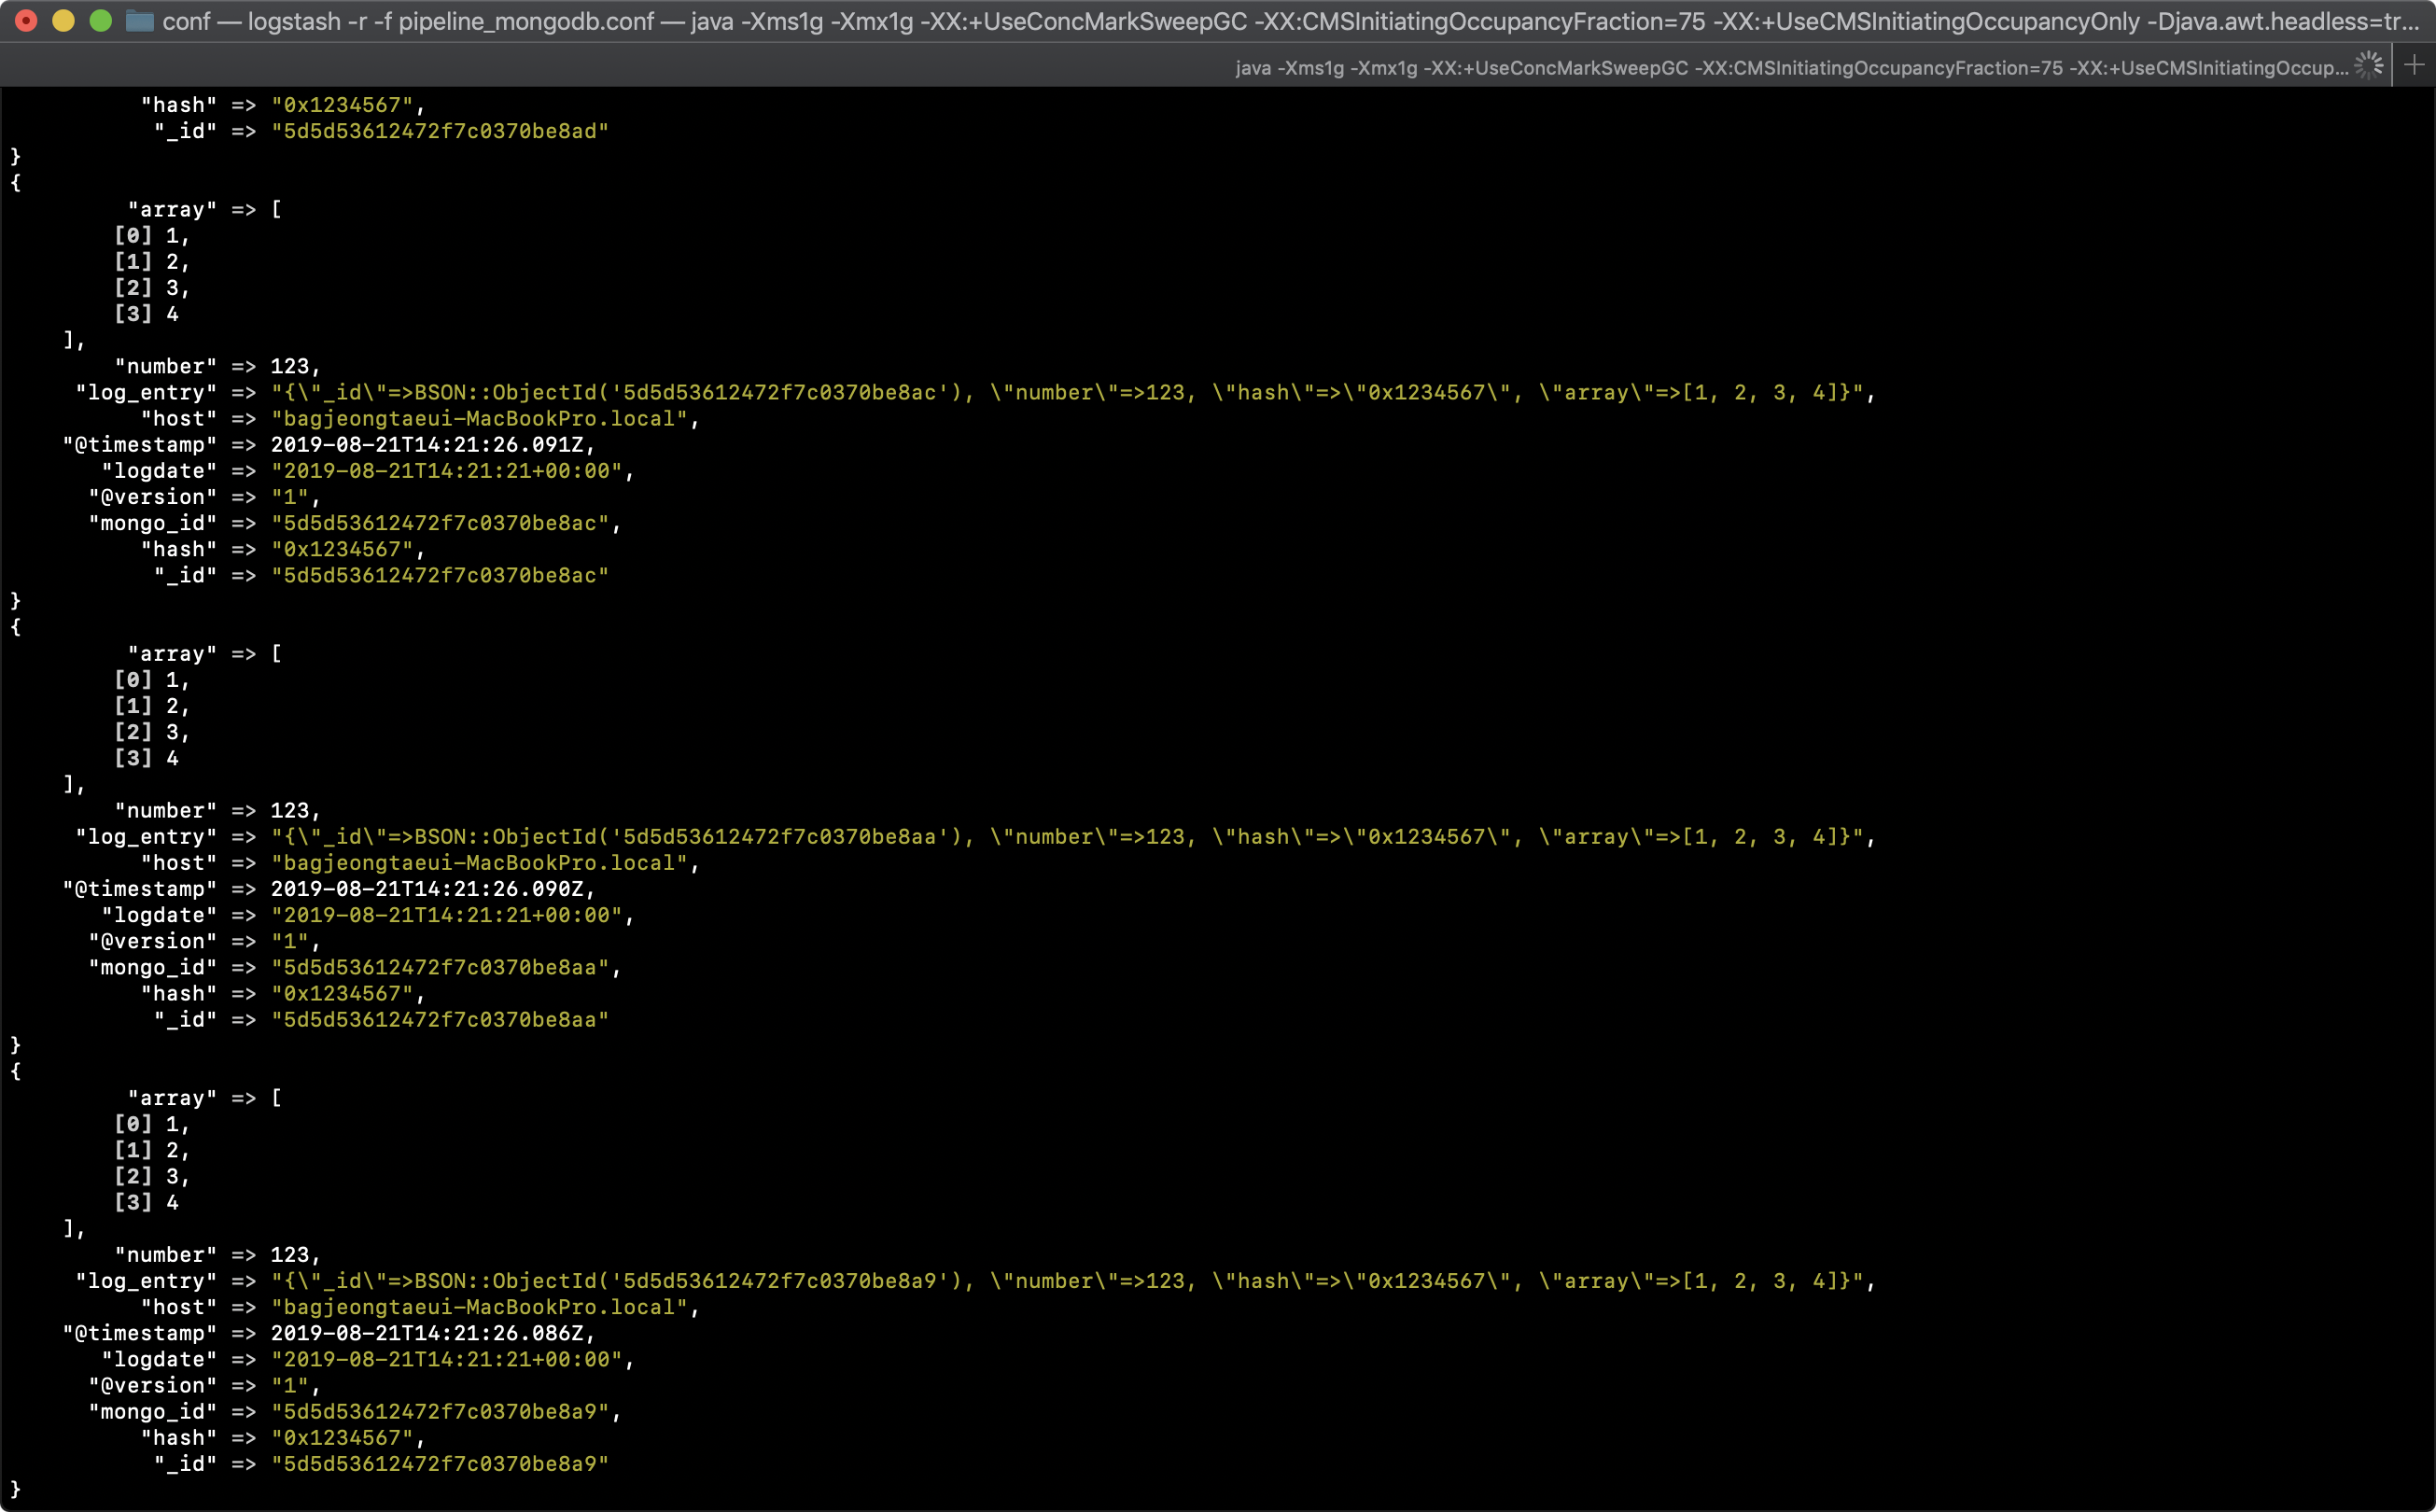 conf — logstash -r -f pipeline_mongodb.conf — java -Xms1g -Xmx1g -XX:+UseConcMarkSweepGC -XX:CMSInitiatingOccupancyFraction=75 -XX:+UseCMSInitiatingOccupancyOnly -Djava.awt.headless=tr...
java -Xms1g -Xmx1g -XX:+UseConcMarkSweepGC -XX:CMSInitiatingOccupancyFraction=75 -XX:+UseCMSInitiatingOccup... +
"hash" => "0x1234567",
"_id" => "5d5d53612472f7c0370be8ad"
}
{
"array" => [
[0] 1,
[1] 2,
[2] 3,
[3] 4
],
"number" => 123,
"log_entry" => "{\"_id\"=>BSON::ObjectId('5d5d53612472f7c0370be8ac'), \"number\"=>123, \"hash\"=>\"0x1234567\", \"array\"=>[1, 2, 3, 4]}",
"host" => "bagjeongtaeui-MacBookPro.local",
"@timestamp" => 2019-08-21T14:21:26.091Z,
"logdate" => "2019-08-21T14:21:21+00:00",
"@version" => "1",
"mongo_id" => "5d5d53612472f7c0370be8ac",
"hash" => "0x1234567",
"_id" => "5d5d53612472f7c0370be8ac"
}
{
"array" => [
[0] 1,
[1] 2,
[2] 3,
[3] 4
],
"number" => 123,
"log_entry" => "{\"_id\"=>BSON::ObjectId('5d5d53612472f7c0370be8aa'), \"number\"=>123, \"hash\"=>\"0x1234567\", \"array\"=>[1, 2, 3, 4]}",
"host" => "bagjeongtaeui-MacBookPro.local",
"@timestamp" => 2019-08-21T14:21:26.090Z,
"logdate" => "2019-08-21T14:21:21+00:00",
"@version" => "1",
"mongo_id" => "5d5d53612472f7c0370be8aa",
"hash" => "0x1234567",
"_id" => "5d5d53612472f7c0370be8aa"
}
{
"array" => [
[0] 1,
[1] 2,
[2] 3,
[3] 4
],
"number" => 123,
"log_entry" => "{\"_id\"=>BSON::ObjectId('5d5d53612472f7c0370be8a9'), \"number\"=>123, \"hash\"=>\"0x1234567\", \"array\"=>[1, 2, 3, 4]}",
"host" => "bagjeongtaeui-MacBookPro.local",
"@timestamp" => 2019-08-21T14:21:26.086Z,
"logdate" => "2019-08-21T14:21:21+00:00",
"@version" => "1",
"mongo_id" => "5d5d53612472f7c0370be8a9",
"hash" => "0x1234567",
"_id" => "5d5d53612472f7c0370be8a9"
}